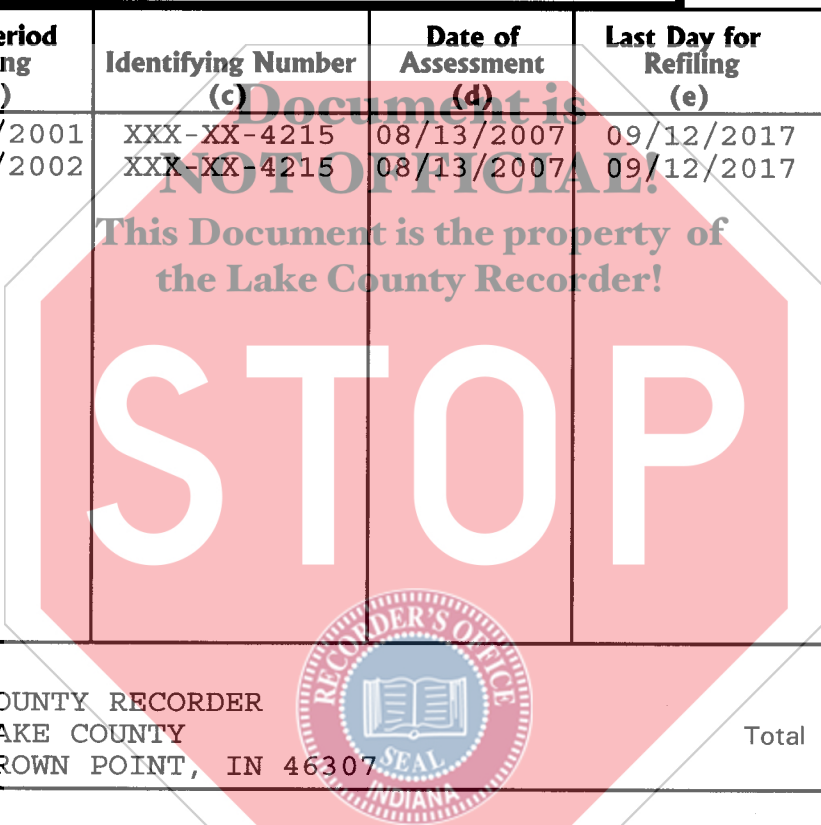 eriod
ng
)
Identifying Number
(c)
Date of
Assessment
(d)
Last Day for
Refiling
(e)
/2001 XXX-XX-4215 08/13/2007 09/12/2017
/2002 XXX-XX-4215 08/13/2007 09/12/2017
Document is
NOT OFFICIAL!
This Document is the property of
the Lake County Recorder!
STOP
RECORDER'S OFFICE
SEAL
INDIANA
OUNTY RECORDER
AKE COUNTY
ROWN POINT, IN 46307
Total